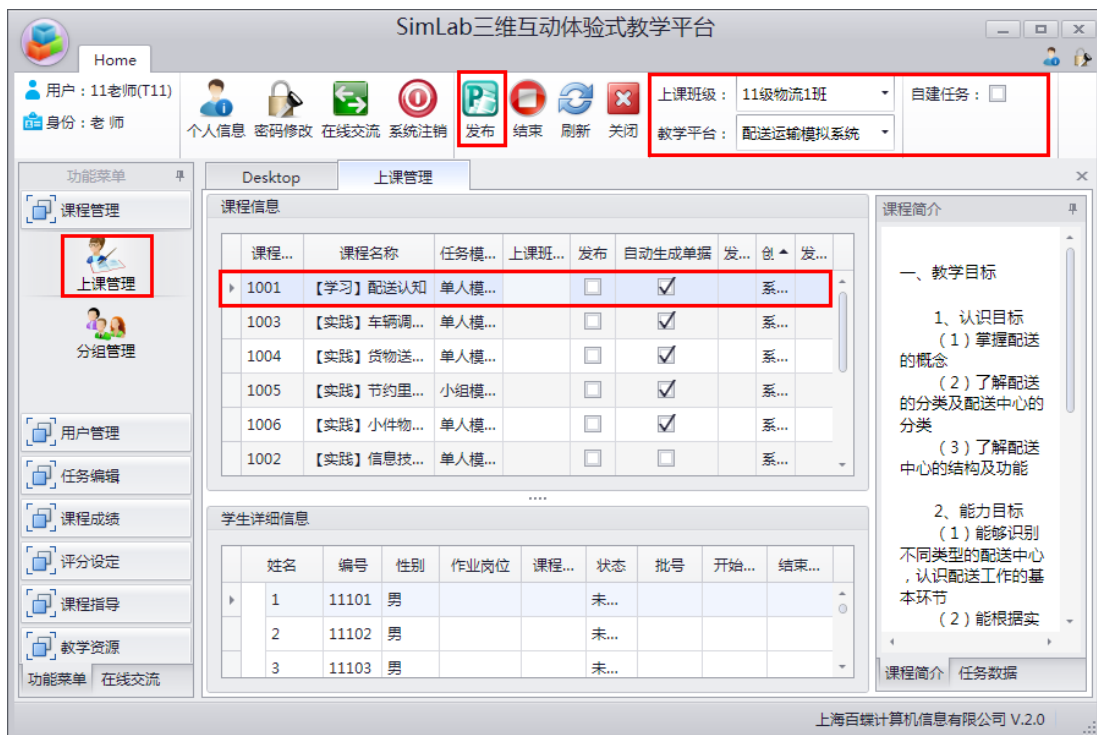 SimLab三维互动体验式教学平台
Home
用户：11老师(T11)
身份：老 师
个人信息 密码修改 在线交流 系统注销 发布 结束 刷新 关闭
上课班级： 11级物流1班 自建任务：
教学平台： 配送运输模拟系统
功能菜单
课程管理
上课管理
分组管理
用户管理
任务编辑
课程成绩
评分设定
课程指导
教学资源
功能菜单 在线交流
Desktop 上课管理
课程信息
课程... 课程名称 任务模... 上课班... 发布 自动生成单据 发... 创 发...
1001 【学习】配送认知 单人模... 系...
1003 【实践】车辆调... 单人模... 系...
1004 【实践】货物送... 单人模... 系...
1005 【实践】节约里... 小组模... 系...
1006 【实践】小件物... 单人模... 系...
1002 【实践】信息技... 单人模... 系...
学生详细信息
姓名 编号 性别 作业岗位 课程... 状态 批号 开始... 结束...
1 11101 男 未...
2 11102 男 未...
3 11103 男 未...
课程简介
一、教学目标
1、认识目标
（1）掌握配送
的概念
（2）了解配送
的分类及配送中心的
分类
（3）了解配送
中心的结构及功能
2、能力目标
（1）能够识别
不同类型的配送中心
，认识配送工作的基
本环节
（2）能根据实
课程简介 任务数据
上海百蝶计算机信息有限公司 V.2.0